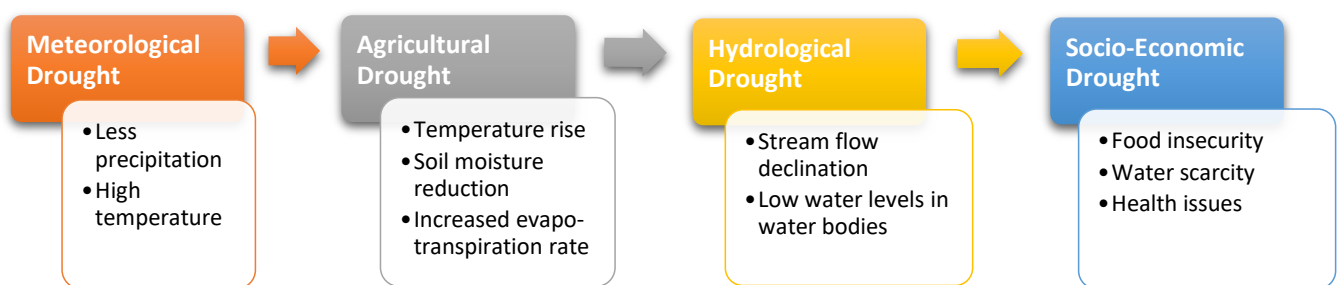 Meteorological
Drought
• Less
precipitation
• High
temperature
Agricultural
Drought
• Temperature rise
• Soil moisture
reduction
• Increased evapo-
transpiration rate
Hydrological
Drought
• Stream flow
declination
• Low water levels in
water bodies
Socio-Economic
Drought
• Food insecurity
• Water scarcity
• Health issues